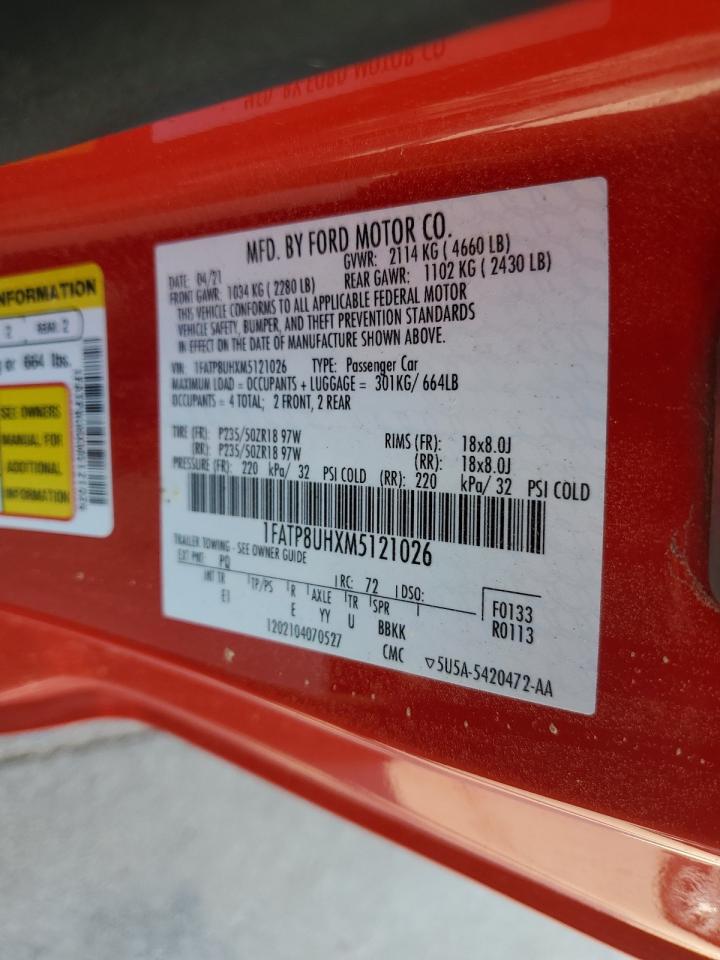 MFD. BY FORD MOTOR CO.
DATE: 04/21 GVWR: 2114 KG ( 4660 LB)
FRONT GAWR: 1034 KG ( 2280 LB) REAR GAWR: 1102 KG ( 2430 LB)
THIS VEHICLE CONFORMS TO ALL APPLICABLE FEDERAL MOTOR
VEHICLE SAFETY, BUMPER, AND THEFT PREVENTION STANDARDS
IN EFFECT ON THE DATE OF MANUFACTURE SHOWN ABOVE.
VIN: 1FATP8UHXM5121026 TYPE: Passenger Car
MAXIMUM LOAD = OCCUPANTS + LUGGAGE = 301KG/ 664LB
OCCUPANTS = 4 TOTAL; 2 FRONT, 2 REAR
TIRE (FR): P235/50ZR18 97W RIMS (FR): 18x8.0J
(RR): P235/50ZR18 97W (RR): 18x8.0J
PRESSURE (FR): 220 kPa/ 32 PSI COLD (RR): 220 kPa/ 32 PSI COLD
1FATP8UHXM5121026
TRAILER TOWING - SEE OWNER GUIDE
EXT PNT: PQ RC: 72 DSO:
INT TR TP/PS R AXLE TR SPR
EI E YY U BBKK
F0133
R0113
1202104070527 CMC ▽5U5A-5420472-AA
NFORMATION
2 REAR: 2
g or 664 lbs.
SEE OWNERS
MANUAL FOR
ADDITIONAL
INFORMATION